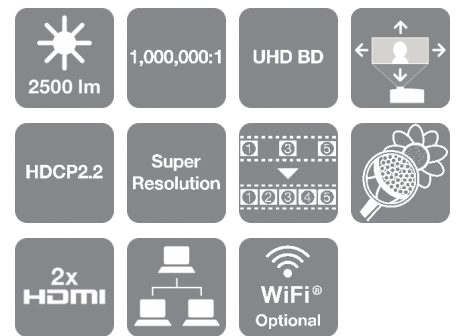 2500 lm
1,000,000:1
UHD BD
HDCP2.2
Super
Resolution
1 3 5
1 2 3 4 5
2x
HDMI
WiFi®
Optional